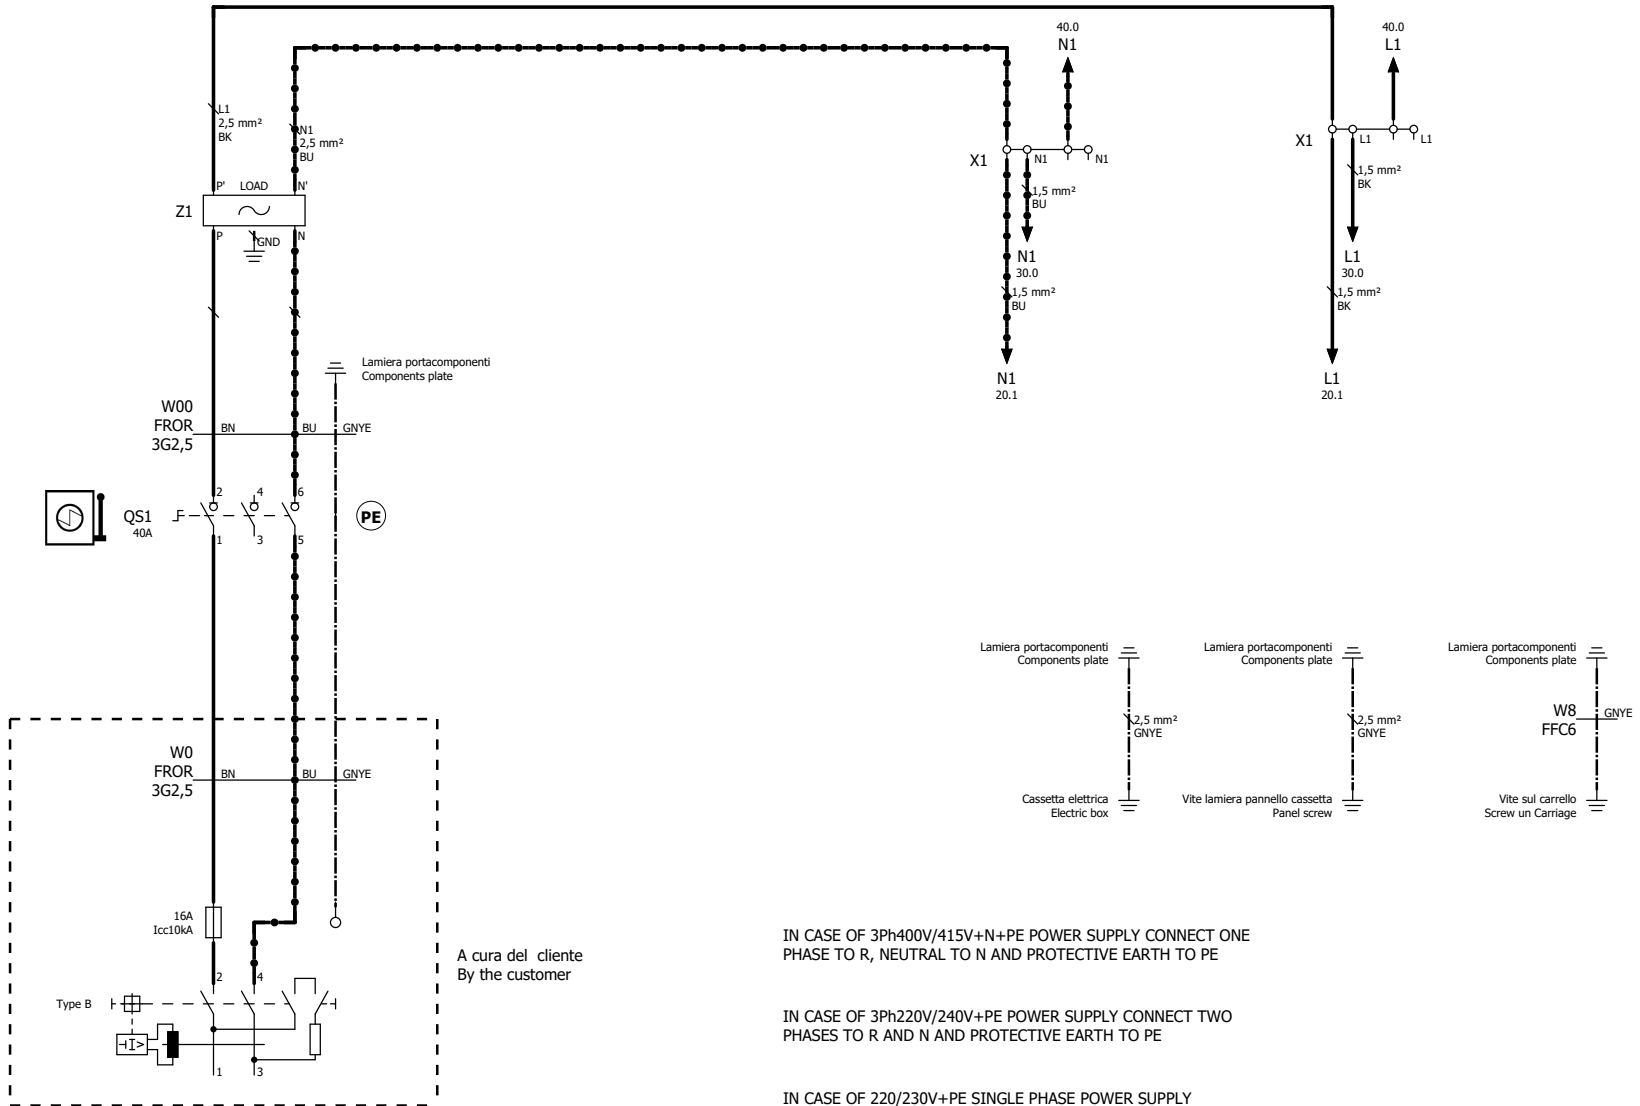 40.0
N1
40.0
L1
L1
2,5 mm²
BK
N1
2,5 mm²
BU
X1
N1
N1
X1
L1
L1
1,5 mm²
BU
1,5 mm²
BK
P'
LOAD
N'
Z1
P
GND
N
N1
30.0
L1
30.0
1,5 mm²
BU
1,5 mm²
BK
N1
20.1
L1
20.1
Lamiera portacomponenti
Components plate
W00
FROR
3G2,5
BN
BU
GNYE
2
4
6
QS1
40A
PE
1
3
5
Lamiera portacomponenti
Components plate
Lamiera portacomponenti
Components plate
Lamiera portacomponenti
Components plate
2,5 mm²
GNYE
2,5 mm²
GNYE
W8
FFC6
GNYE
Cassetta elettrica
Electric box
Vite lamiera pannello cassetta
Panel screw
Vite sul carrello
Screw un Carriage
W0
FROR
3G2,5
BN
BU
GNYE
16A
Icc10kA
A cura del cliente
By the customer
2
4
Type B
I>
1
3
IN CASE OF 3Ph400V/415V+N+PE POWER SUPPLY CONNECT ONE
PHASE TO R, NEUTRAL TO N AND PROTECTIVE EARTH TO PE
IN CASE OF 3Ph220V/240V+PE POWER SUPPLY CONNECT TWO
PHASES TO R AND N AND PROTECTIVE EARTH TO PE
IN CASE OF 220/230V+PE SINGLE PHASE POWER SUPPLY